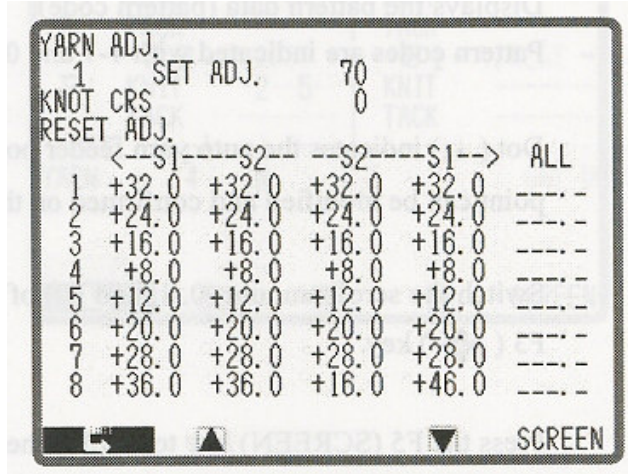 YARN ADJ.
1 SET ADJ. 70
KNOT CRS 0
RESET ADJ.
<--S1----S2-- --S2----S1--> ALL
+32.0 +32.0 +32.0 +32.0 ---.-
2 +24.0 +24.0 +24.0 +24.0 ---.-
3 +16.0 +16.0 +16.0 +16.0 ---.-
4 +8.0 +8.0 +8.0 +8.0 ---.-
5 +12.0 +12.0 +12.0 +12.0 ---.-
6 +20.0 +20.0 +20.0 +20.0 ---.-
7 +28.0 +28.0 +28.0 +28.0 ---.-
8 +36.0 +36.0 +16.0 +46.0 ---.-
SCREEN